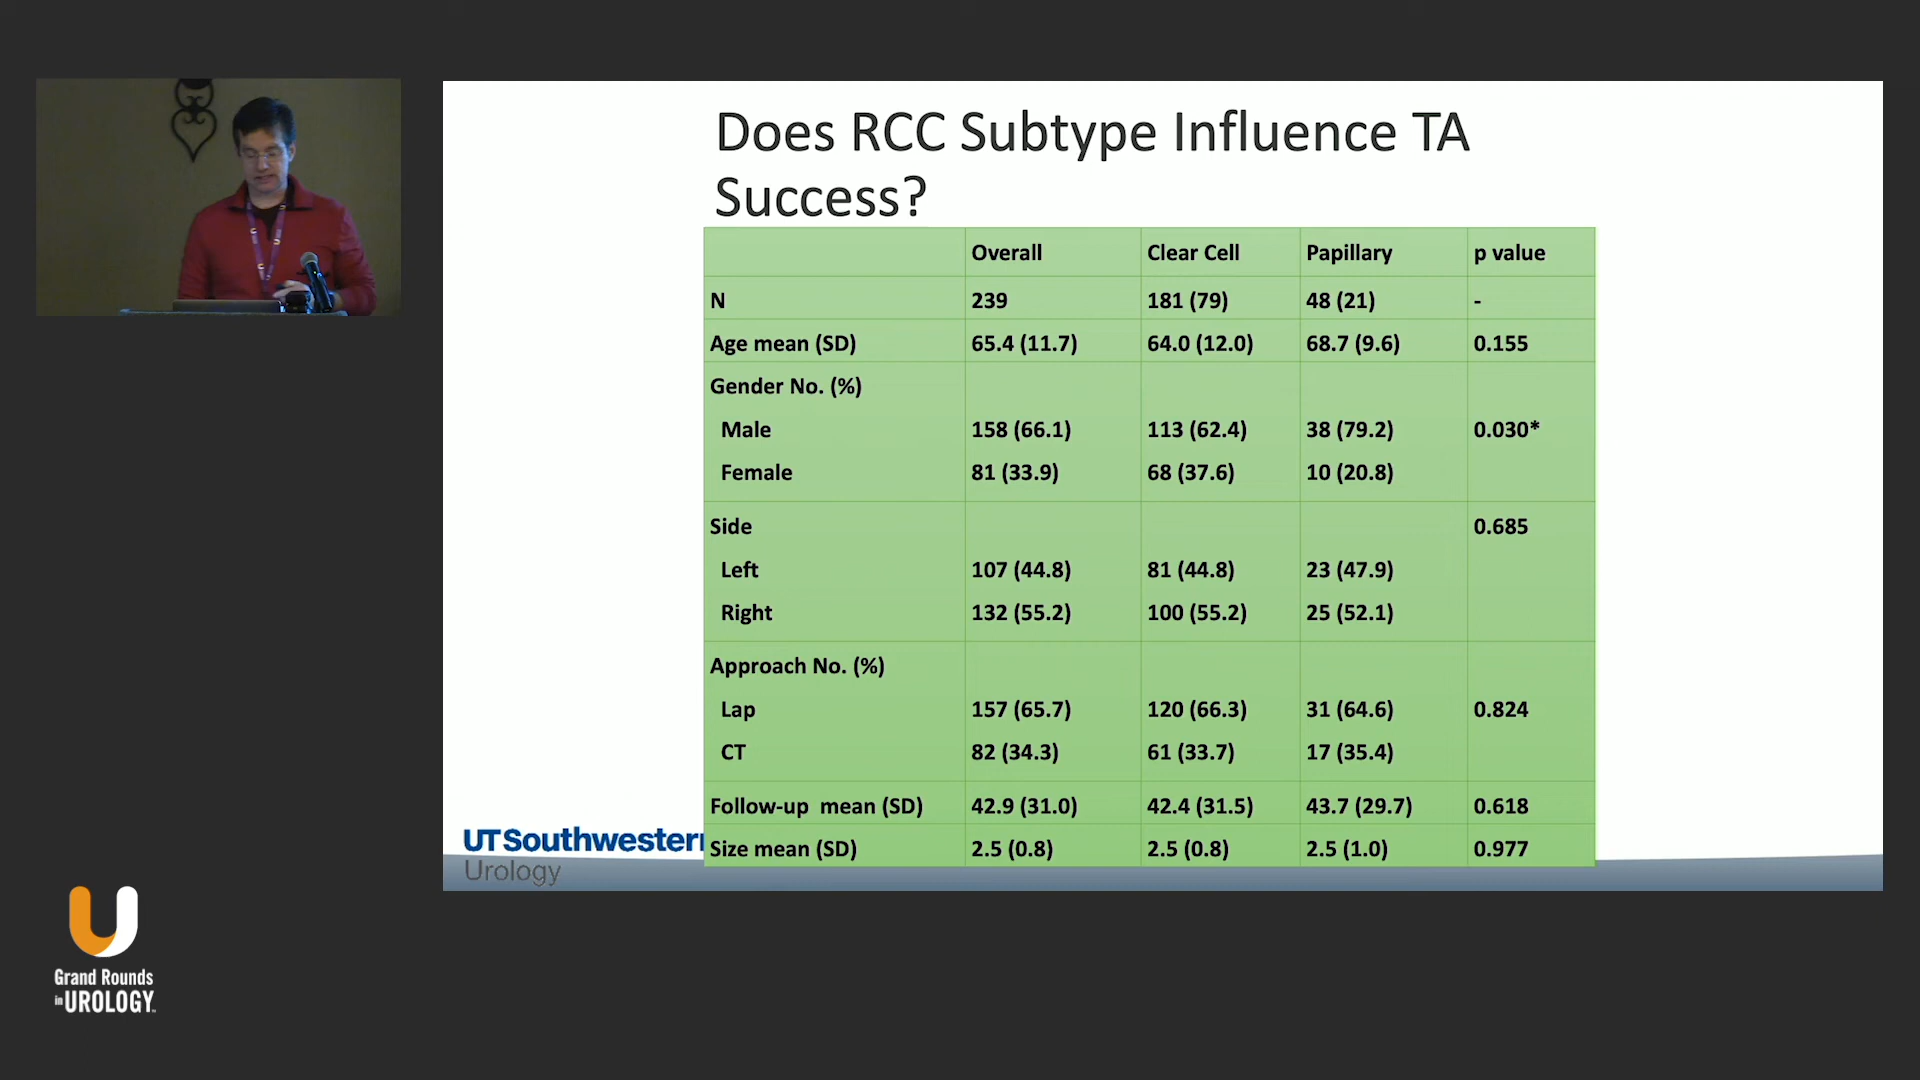 Does RCC Subtype Influence TA
Success?
Overall Clear Cell Papillary p value
N 239 181 (79) 48 (21) -
Age mean (SD) 65.4 (11.7) 64.0 (12.0) 68.7 (9.6) 0.155
Gender No. (%)
Male 158 (66.1) 113 (62.4) 38 (79.2) 0.030*
Female 81 (33.9) 68 (37.6) 10 (20.8)
Side 0.685
Left 107 (44.8) 81 (44.8) 23 (47.9)
Right 132 (55.2) 100 (55.2) 25 (52.1)
Approach No. (%)
Lap 157 (65.7) 120 (66.3) 31 (64.6) 0.824
CT 82 (34.3) 61 (33.7) 17 (35.4)
Follow-up mean (SD) 42.9 (31.0) 42.4 (31.5) 43.7 (29.7) 0.618
Size mean (SD) 2.5 (0.8) 2.5 (0.8) 2.5 (1.0) 0.977
UTSouthwestern
Urology
Grand Rounds
in UROLOGY